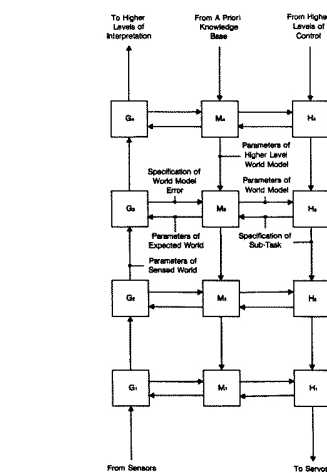 To Higher
Levels of
Interpretation
From A Priori
Knowledge
Base
From Higher
Levels of
Control
G4
M4
H4
Parameters of
Higher Level
World Model
Specification of
World Model
Error
Parameters of
World Model
G3
M3
H3
Parameters of
Expected World
Specification of
Sub-Task
Parameters of
Sensed World
G2
M2
H2
G1
M1
H1
From Sensors
To Servos